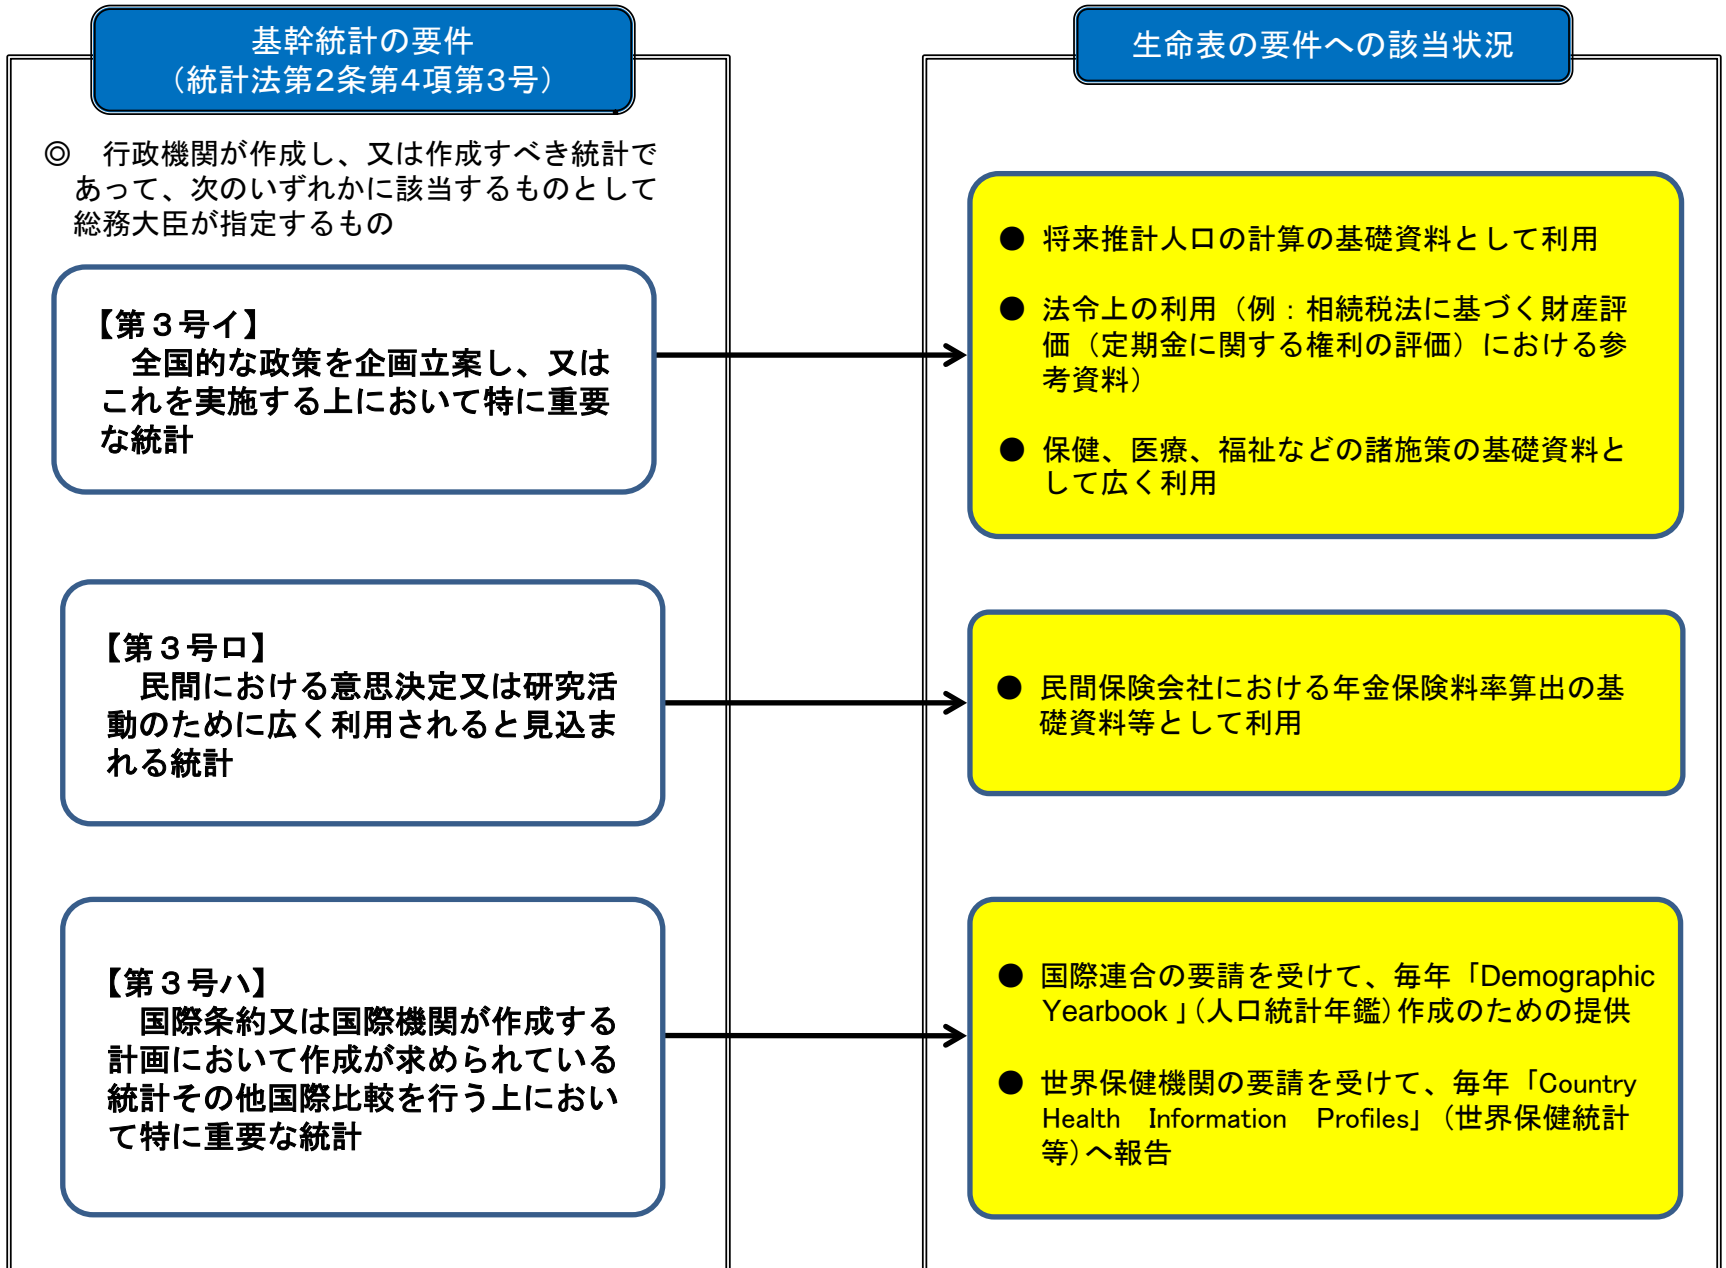 基幹統計の要件
（統計法第2条第4項第3号）
◎　行政機関が作成し、又は作成すべき統計で
あって、次のいずれかに該当するものとして
総務大臣が指定するもの
【第３号イ】
全国的な政策を企画立案し、又は
これを実施する上において特に重要
な統計
【第３号ロ】
民間における意思決定又は研究活
動のために広く利用されると見込ま
れる統計
【第３号ハ】
国際条約又は国際機関が作成する
計画において作成が求められている
統計その他国際比較を行う上におい
て特に重要な統計
生命表の要件への該当状況
● 将来推計人口の計算の基礎資料として利用
● 法令上の利用（例：相続税法に基づく財産評
価（定期金に関する権利の評価）における参
考資料）
● 保健、医療、福祉などの諸施策の基礎資料と
して広く利用
● 民間保険会社における年金保険料率算出の基
礎資料等として利用
● 国際連合の要請を受けて、毎年「Demographic
Yearbook」(人口統計年鑑)作成のための提供
● 世界保健機関の要請を受けて、毎年「Country
Health Information Profiles」（世界保健統計
等)へ報告